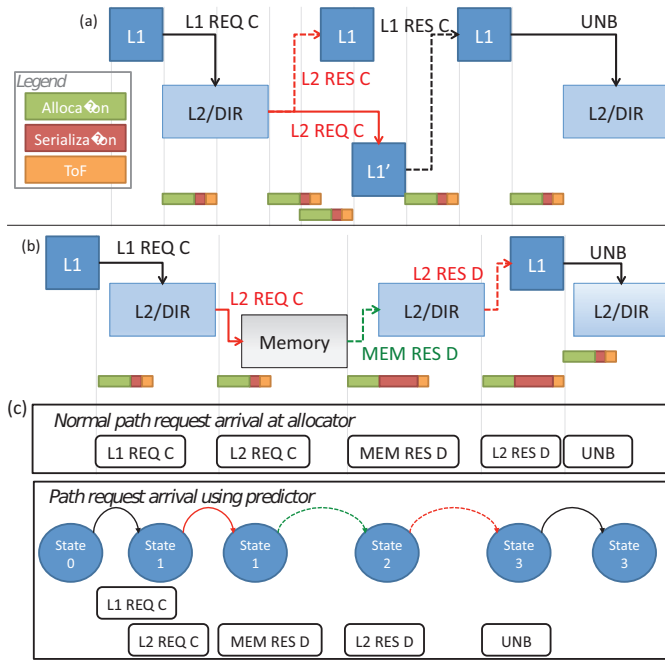 (a)
L1
L1 REQ C
L1
L1 RES C
L1
UNB
Legend
Alloca�on
Serializa�on
ToF
L2/DIR
L2 RES C
L2 REQ C
L1'
L2/DIR
(b)
L1
L1 REQ C
L2/DIR
L2 REQ C
Memory
MEM RES D
L2/DIR
L2 RES D
L1
UNB
L2/DIR
(c)
Normal path request arrival at allocator
L1 REQ C
L2 REQ C
MEM RES D
L2 RES D
UNB
Path request arrival using predictor
State
0
State
1
State
1
State
2
State
3
State
3
L1 REQ C
L2 REQ C
MEM RES D
L2 RES D
UNB